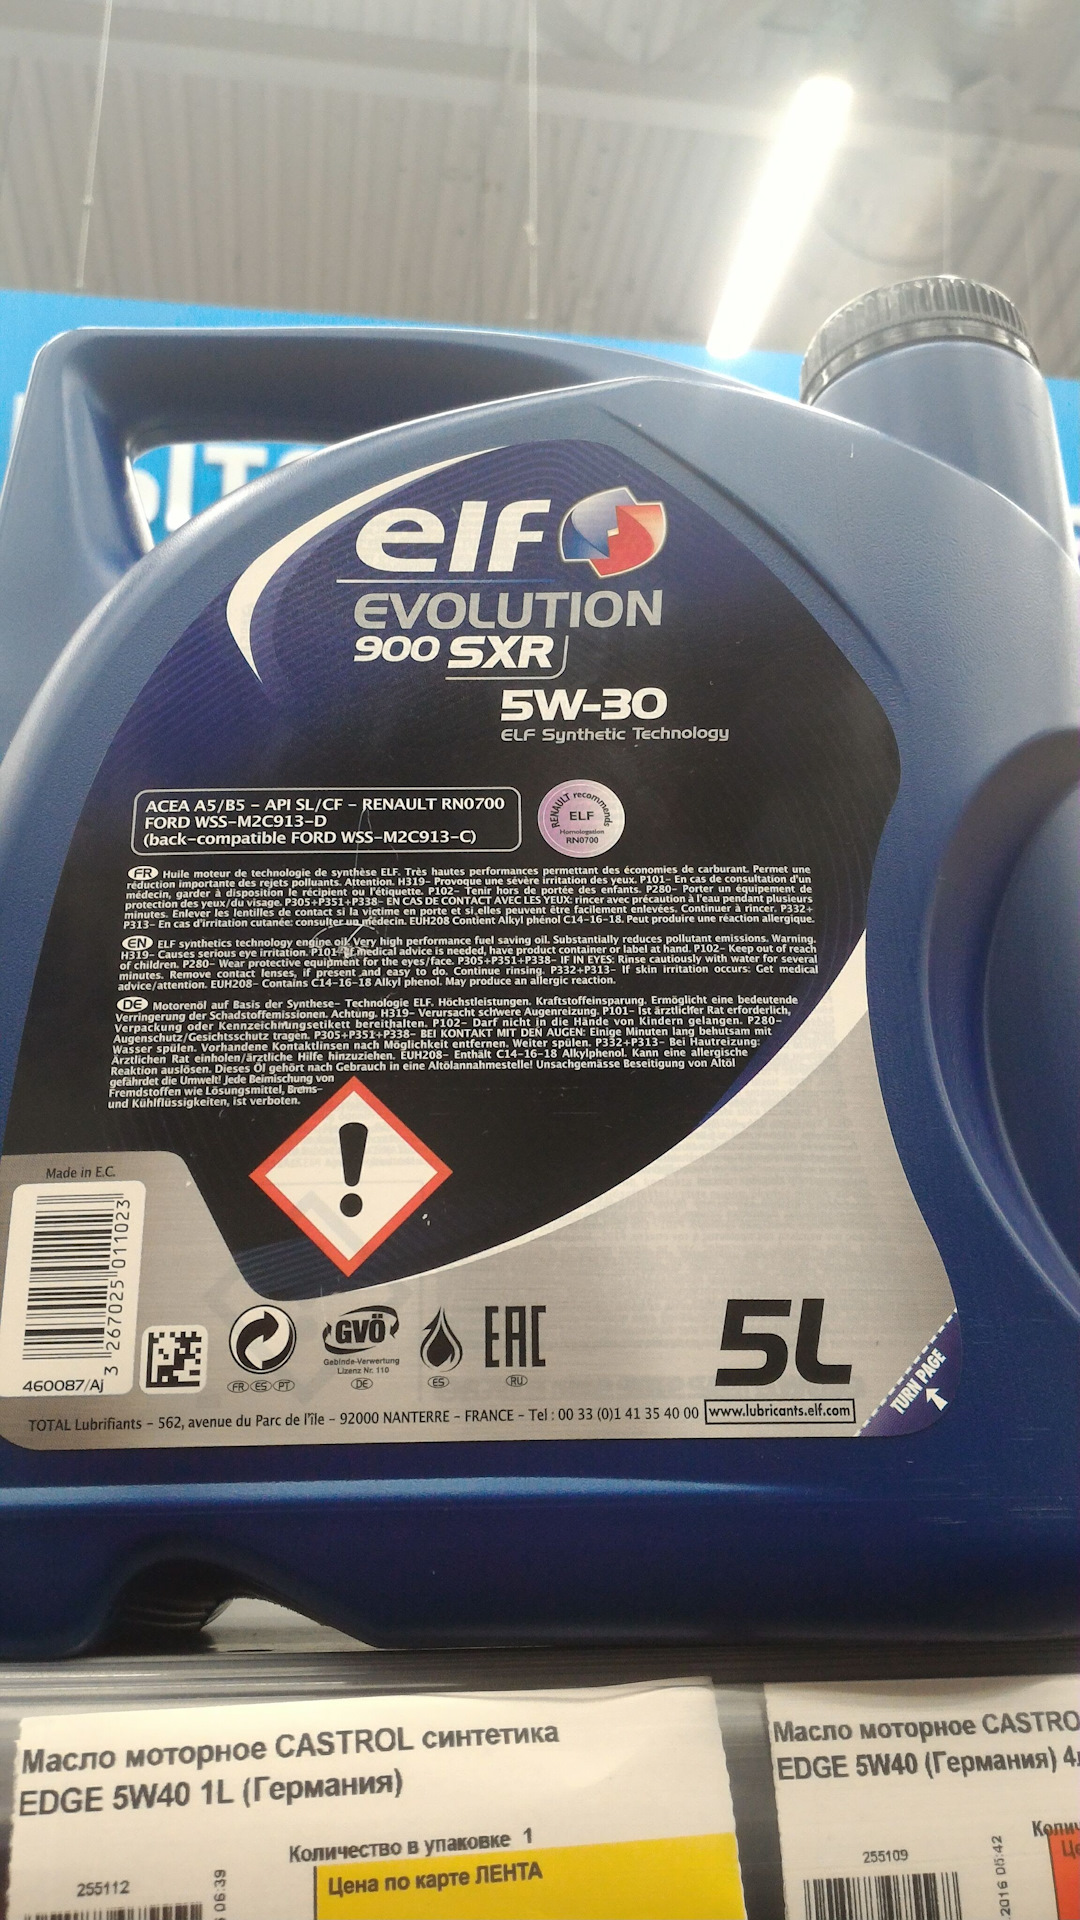 ЫТ
elf
EVOLUTION
900 SXR
5W-30
ELF Synthetic Technology
ACEA A5/B5 – API SL/CF – RENAULT RN0700
FORD WSS-M2C913-D
(back-compatible FORD WSS-M2C913-C)
RENAULT recommends
ELF
Homologation
RN0700
FR Huile moteur de technologie de synthèse ELF. Très hautes performances permettant des économies de carburant. Permet une
réduction importante des rejets polluants. Attention. H319– Provoque une sévère irritation des yeux. P101– En cas de consultation d'un
médecin, garder à disposition le récipient ou l'étiquette. P102– Tenir hors de portée des enfants. P280– Porter un équipement de
protection des yeux/du visage. P305+P351+P338– EN CAS DE CONTACT AVEC LES YEUX: rincer avec précaution à l'eau pendant plusieurs
minutes. Enlever les lentilles de contact si la victime en porte et si elles peuvent être facilement enlevées. Continuer à rincer. P332+
P313– En cas d'irritation cutanée: consulter un médecin. EUH208 Contient Alkyl phénol C14-16-18. Peut produire une réaction allergique.
EN ELF synthetics technology engine oil. Very high performance fuel saving oil. Substantially reduces pollutant emissions. Warning.
H319– Causes serious eye irritation. P101– If medical advice is needed, have product container or label at hand. P102– Keep out of reach
of children. P280– Wear protective equipment for the eyes/face. P305+P351+P338– IF IN EYES: Rinse cautiously with water for several
minutes. Remove contact lenses, if present and easy to do. Continue rinsing. P332+P313– If skin irritation occurs: Get medical
advice/attention. EUH208– Contains C14-16-18 Alkyl phenol. May produce an allergic reaction.
DE Motorenöl auf Basis der Synthese– Technologie ELF. Höchstleistungen. Kraftstoffeinsparung. Ermöglicht eine bedeutende
Verringerung der Schadstoffemissionen. Achtung. H319– Verursacht schwere Augenreizung. P101– Ist ärztlicher Rat erforderlich,
Verpackung oder Kennzeichnungsetikett bereithalten. P102– Darf nicht in die Hände von Kindern gelangen. P280–
Augenschutz/Gesichtsschutz tragen. P305+P351+P338– BEI KONTAKT MIT DEN AUGEN: Einige Minuten lang behutsam mit
Wasser spülen. Vorhandene Kontaktlinsen nach Möglichkeit entfernen. Weiter spülen. P332+P313– Bei Hautreizung:
Ärztlichen Rat einholen/ärztliche Hilfe hinzuziehen. EUH208– Enthält C14-16-18 Alkylphenol. Kann eine allergische
Reaktion auslösen. Dieses Öl gehört nach Gebrauch in eine Altölannahmestelle! Unsachgemässe Beseitigung von Altöl
gefährdet die Umwelt! Jede Beimischung von
Fremdstoffen wie Lösungsmittel, Brems-
und Kühlflüssigkeiten, ist verboten.
Made in E.C.
3 267025 011023
460087/Aj
FR ES PT
GVÖ
Gebinde-Verwertung
Lizenz Nr. 110
DE
ES
EAC
RU
5L
TURN PAGE
TOTAL Lubrifiants – 562, avenue du Parc de l'île – 92000 NANTERRE – FRANCE – Tel : 00 33 (0)1 41 35 40 00 www.lubricants.elf.com
Масло моторное CASTROL синтетика
EDGE 5W40 1L (Германия)
Количество в упаковке 1
Цена по карте ЛЕНТА
255112
06:39
Масло моторное CASTRO
EDGE 5W40 (Германия) 4
255109
2016 06:42